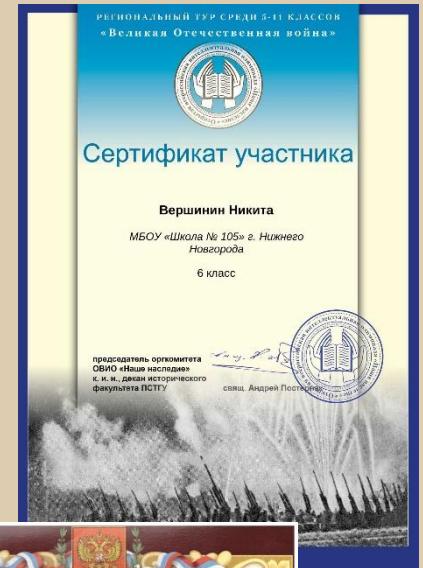 РЕГИОНАЛЬНЫЙ ТУР СРЕДИ 5-11 КЛАССОВ
«Великая Отечественная война»
Сертификат участника
Вершинин Никита
МБОУ «Школа № 105» г. Нижнего
Новгорода
6 класс
председатель оргкомитета
ОВИО «Наше наследие»
к. и. н., декан исторического
факультета ПСТГУ свящ. Андрей Постернак